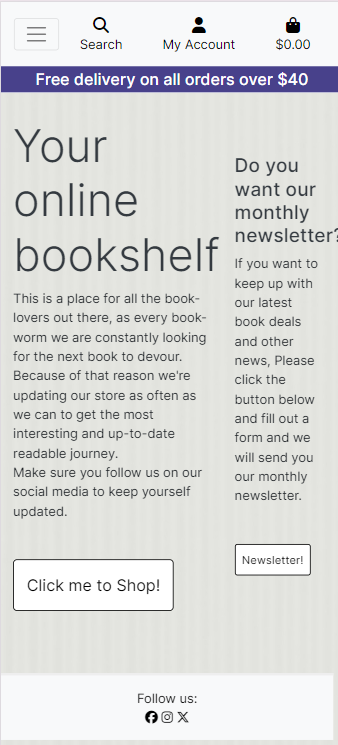 Search
My Account
$0.00
Free delivery on all orders over $40
Your
online
bookshelf
This is a place for all the book-
lovers out there, as every book-
worm we are constantly looking
for the next book to devour.
Because of that reason we're
updating our store as often as
we can to get the most
interesting and up-to-date
readable journey.
Make sure you follow us on our
social media to keep yourself
updated.
Click me to Shop!
Do you
want our
monthly
newsletter?
If you want to
keep up with
our latest
book deals
and other
news, Please
click the
button below
and fill out a
form and we
will send you
our monthly
newsletter.
Newsletter!
Follow us: